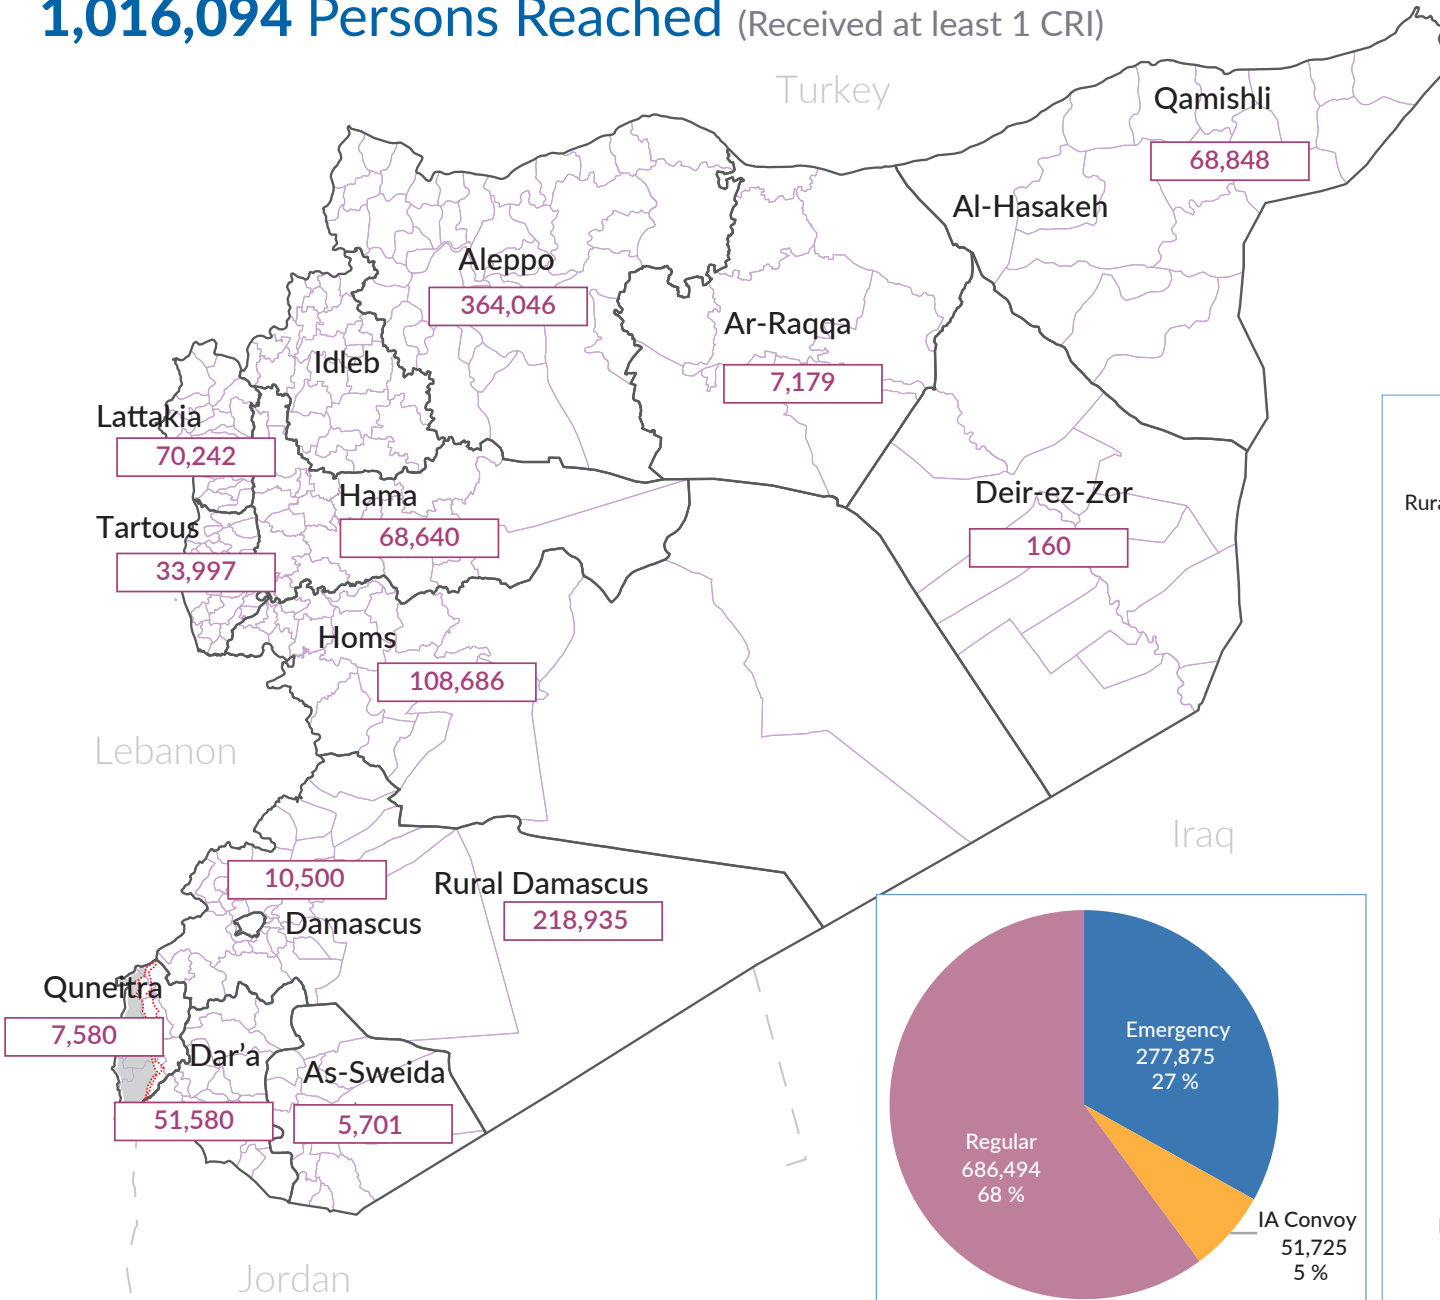 1,016,094 Persons Reached (Received at least 1 CRI)
Turkey
Qamishli
68,848
Al-Hasakeh
Aleppo
364,046
Ar-Raqqa
7,179
Idleb
Lattakia
70,242
Hama
68,640
Tartous
33,997
Deir-ez-Zor
160
Homs
108,686
Lebanon
Iraq
10,500
Rural Damascus
218,935
Damascus
Quneitra
7,580
Dar'a
51,580
As-Sweida
5,701
Jordan
Emergency
277,875
27 %
Regular
686,494
68 %
IA Convoy
51,725
5 %